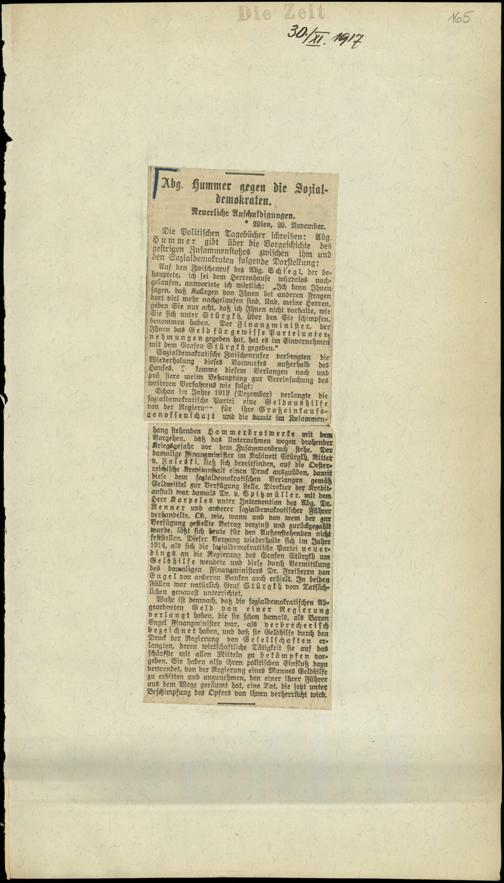 Die Zeit
165
30/XI. 1917
Abg. Hummer gegen die Sozial-
demokraten.
Neuerliche Anschuldigungen.
* Wien, 29. November.
Die Politischen Tagebücher schreiben: Abg.
Hummer gibt über die Vorgeschichte des
gestrigen Zusammenstoßes zwischen ihm und
den Sozialdemokraten folgende Darstellung:
Auf den Zwischenruf des Abg. Schiegl, der be-
hauptete, ich sei dem Herrenhause würdelos nach-
gelaufen, antwortete ich wörtlich: „Ich kann Ihnen
sagen, daß Kollegen von Ihnen bei anderen Fragen
dort viel mehr nachgelaufen sind. Und, meine Herren,
geben Sie nur acht, daß ich Ihnen nicht vorhalte, wie
Sie sich unter Stürgkh, über den Sie schimpfen,
benommen haben. Der Finanzminister, der
Ihnen das Geld für gewisse Parteiunter-
nehmungen gegeben hat, hat es im Einvernehmen
mit dem Grafen Stürgkh gegeben.“
Sozialdemokratische Zwischenrufer verlangten die
Wiederholung dieses Vorwurfes außerhalb des
Hauses. komme diesem Verlangen nach und
prä stere meine Behauptung zur Vereinfachung des
weiteren Verfahrens wie folgt:
Schon im Jahre 1912 (Dezember) verlangte die
sozialdemokratische Partei eine Geldaushilfe
von der Regierung für ihre Großeinkaufs-
genossenschaft und die damit im Zusammen-
hang stehenden Hammerbrotwerke mit dem
Vorgehen, daß das Unternehmen wegen drohender
Kriegsgefahr vor dem Zusammenbruch stehe. Der
damalige Finanzminister im Kabinett Stürgkh, Ritter
v. Zaleski, ließ sich bereitfinden, auf die Oester-
reichische Kreditanstalt einen Druck auszuüben, damit
diese dem sozialdemokratischen Verlangen gemäß
Geldmittel zur Verfügung stelle. Direktor der Kredit-
anstalt war damals Dr. v. Spitzmüller, mit dem
Herr Karpeles unter Intervention des Abg. Dr.
Renner und anderer sozialdemokratischer Führer
verhandelte. Ob, wie, wann und von wem der zur
Verfügung gestellte Betrag verzinst und zurückgezahlt
wurde, läßt sich heute für den Außenstehenden nicht
feststellen. Dieser Vorgang wiederholte sich im Jahre
1914, als sich die sozialdemokratische Partei neuer-
dings an die Regierung des Grafen Stürgkh um
Geldhilfe wendete und diese durch Vermittlung
des damaligen Finanzministers Dr. Freiherrn von
Engel von anderen Banken auch erhielt. In beiden
Fällen war natürlich Graf Stürgkh vom Tatsäch-
lichen genauest unterrichtet.
Wahr ist demnach, daß die sozialdemokratischen Ab-
geordneten Geld von einer Regierung
verlangt haben, die sie schon damals, als Baron
Engel Finanzminister war, als verbrecherisch
bezeichnet haben, und daß sie Geldhilfe durch den
Druck der Regierung von Gesellschaften er-
langten, deren wirtschaftliche Tätigkeit sie auf das
schärfste mit allen Mitteln zu bekämpfen vor-
geben. Sie haben also ihren politischen Einfluß dazu
verwendet, von der Regierung eines Mannes Geldhilfe
zu erbitten und anzunehmen, den einer ihrer Führer
aus dem Wege geräumt hat, eine Tat, die jetzt unter
Beschimpfung des Opfers von ihnen verherrlicht wird.